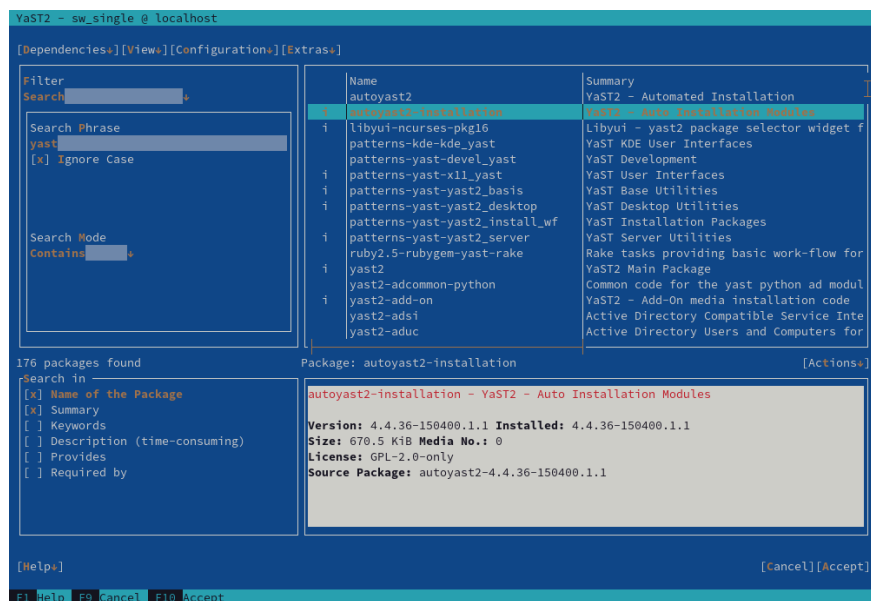 YaST2 - sw_single @ localhost
[Dependencies↓][View↓][Configuration↓][Extras↓]
Filter
Search ↓
Search Phrase
yast
[x] Ignore Case
Search Mode
Contains ↓
Name Summary
autoyast2 YaST2 - Automated Installation
i autoyast2-installation YaST2 - Auto Installation Modules
i libyui-ncurses-pkg16 Libyui - yast2 package selector widget f
patterns-kde-kde_yast YaST KDE User Interfaces
patterns-yast-devel_yast YaST Development
i patterns-yast-x11_yast YaST User Interfaces
i patterns-yast-yast2_basis YaST Base Utilities
i patterns-yast-yast2_desktop YaST Desktop Utilities
patterns-yast-yast2_install_wf YaST Installation Packages
i patterns-yast-yast2_server YaST Server Utilities
ruby2.5-rubygem-yast-rake Rake tasks providing basic work-flow for
i yast2 YaST2 Main Package
yast2-adcommon-python Common code for the yast python ad modul
i yast2-add-on YaST2 - Add-On media installation code
yast2-adsi Active Directory Compatible Service Inte
yast2-aduc Active Directory Users and Computers for
176 packages found
Package: autoyast2-installation [Actions↓]
Search in
[x] Name of the Package
[x] Summary
[ ] Keywords
[ ] Description (time-consuming)
[ ] Provides
[ ] Required by
autoyast2-installation - YaST2 - Auto Installation Modules
Version: 4.4.36-150400.1.1 Installed: 4.4.36-150400.1.1
Size: 670.5 KiB Media No.: 0
License: GPL-2.0-only
Source Package: autoyast2-4.4.36-150400.1.1
[Help↓] [Cancel][Accept]
F1 Help F9 Cancel F10 Accept